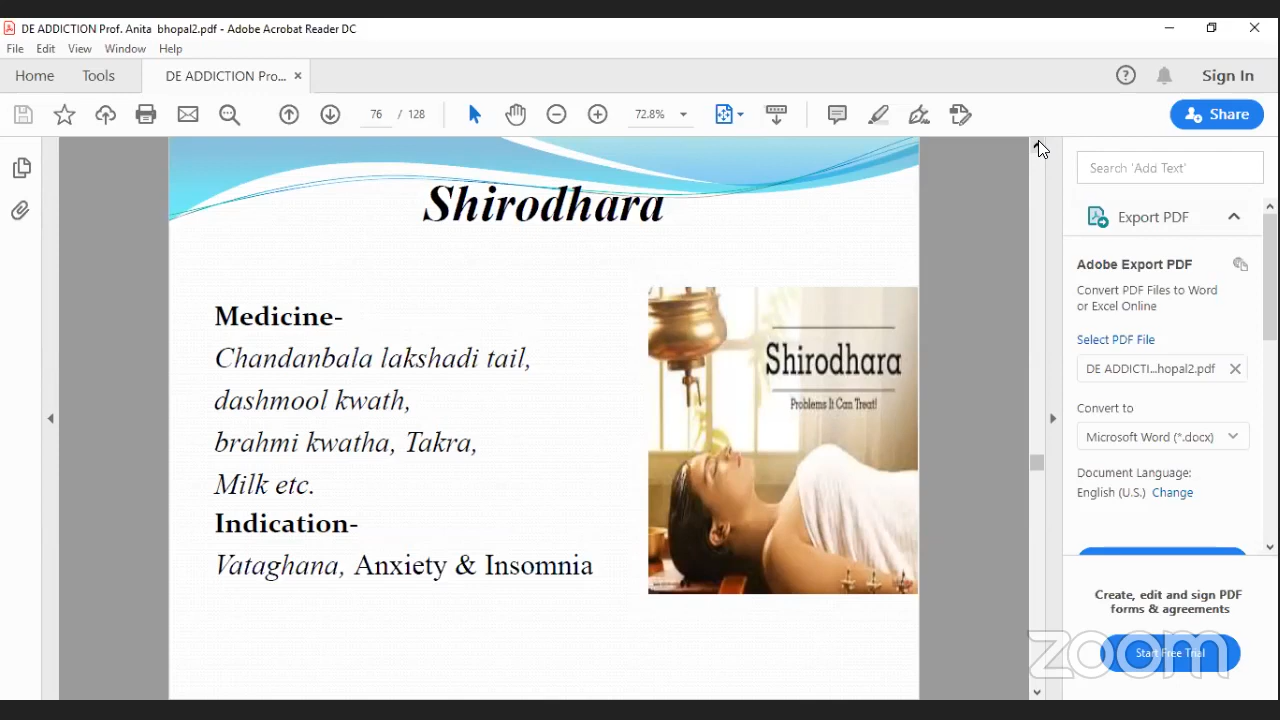 DE ADDICTION Prof. Anita bhopal2.pdf - Adobe Acrobat Reader DC
File Edit View Window Help
Home Tools DE ADDICTION Pro... × Sign In
76 / 128 72.8% Share
Shirodhara
Medicine-
Chandanbala lakshadi tail,
dashmool kwath,
brahmi kwatha, Takra,
Milk etc.
Indication-
Vataghana, Anxiety & Insomnia
Shirodhara
Problems It Can Treat!
Search 'Add Text'
Export PDF
Adobe Export PDF
Convert PDF Files to Word
or Excel Online
Select PDF File
DE ADDICTI...hopal2.pdf
Convert to
Microsoft Word (*.docx)
Document Language:
English (U.S.) Change
Create, edit and sign PDF
forms & agreements
Start Free Trial
zoom